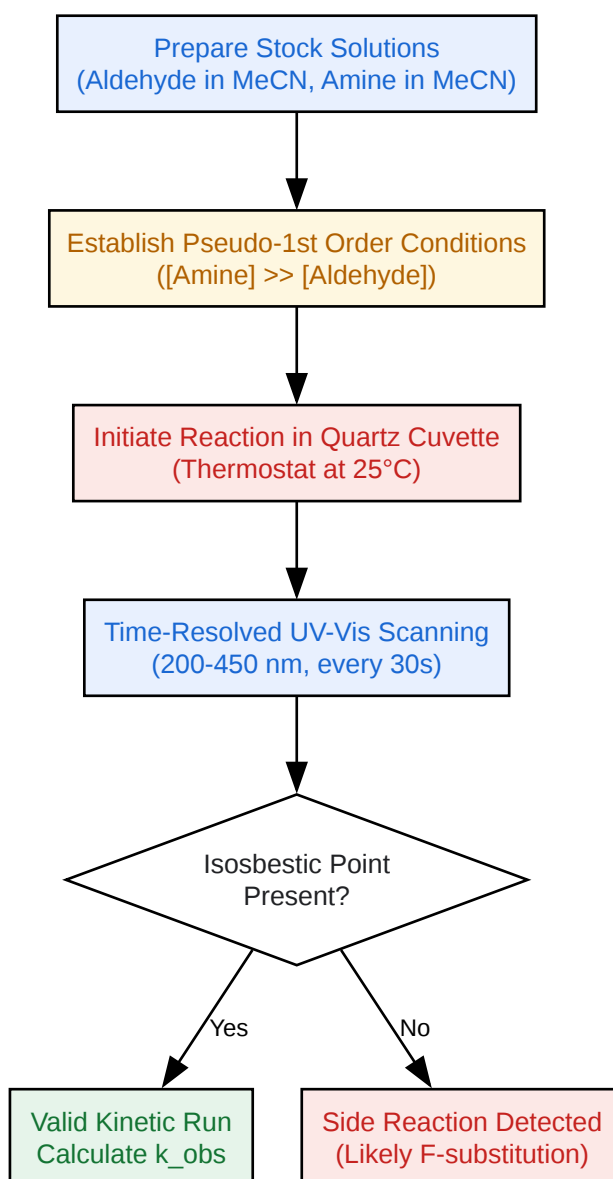 Prepare Stock Solutions
(Aldehyde in MeCN, Amine in MeCN)
Establish Pseudo-1st Order Conditions
([Amine] >> [Aldehyde])
Initiate Reaction in Quartz Cuvette
(Thermostat at 25°C)
Time-Resolved UV-Vis Scanning
(200-450 nm, every 30s)
Isosbestic Point
Present?
Yes
No
Valid Kinetic Run
Calculate k_obs
Side Reaction Detected
(Likely F-substitution)